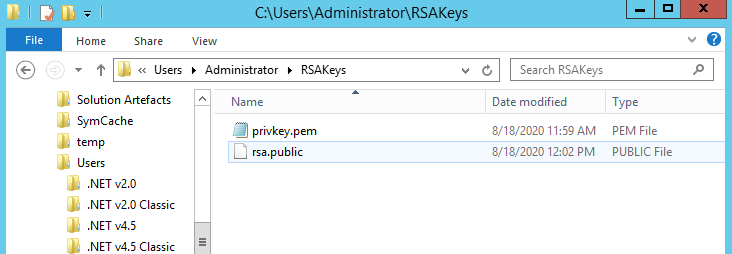 C:\Users\Administrator\RSAKeys
File Home Share View
« Users Administrator RSAKeys Search RSAKeys
Solution Artefacts
SymCache
temp
Users
.NET v2.0
.NET v2.0 Classic
.NET v4.5
.NET v4.5 Classic
Name Date modified Type
privkey.pem 8/18/2020 11:59 AM PEM File
rsa.public 8/18/2020 12:02 PM PUBLIC File